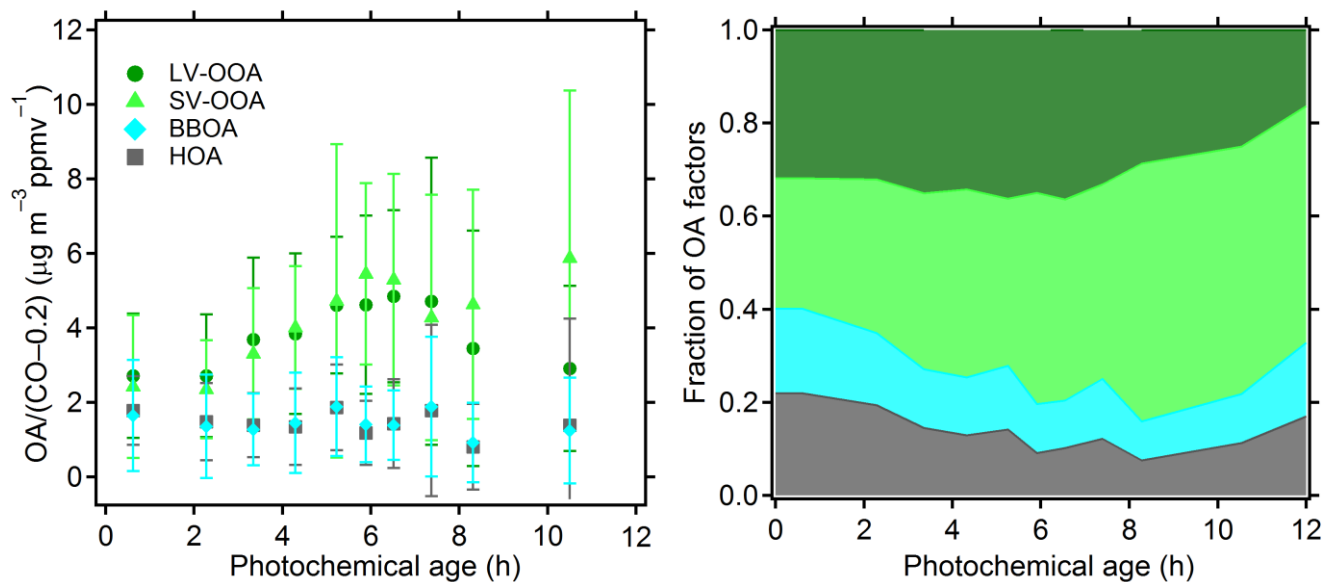 12
10
8
6
4
2
0
OA/(CO–0.2) (μg m⁻³ ppmv⁻¹)
LV-OOA
SV-OOA
BBOA
HOA
0 2 4 6 8 10 12
Photochemical age (h)
1.0
0.8
0.6
0.4
0.2
0.0
Fraction of OA factors
0 2 4 6 8 10 12
Photochemical age (h)